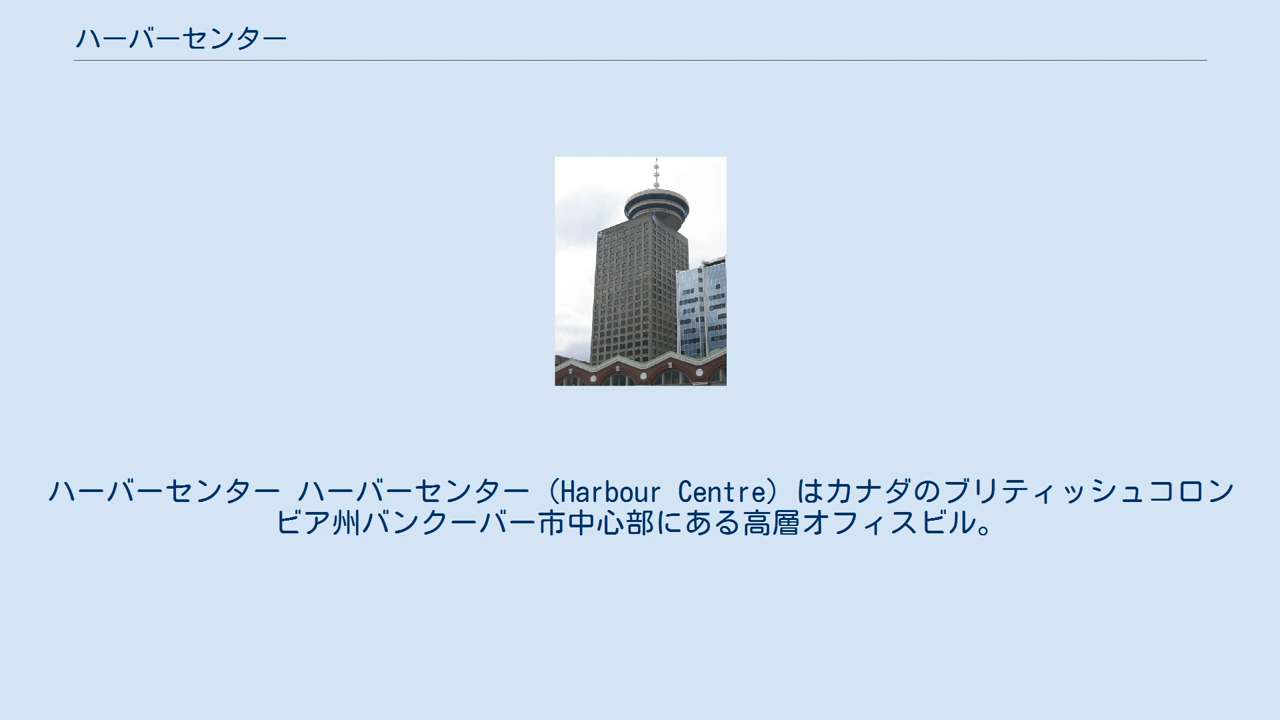 ハーバーセンター
ハーバーセンター ハーバーセンター（Harbour Centre）はカナダのブリティッシュコロン
ビア州バンクーバー市中心部にある高層オフィスビル。